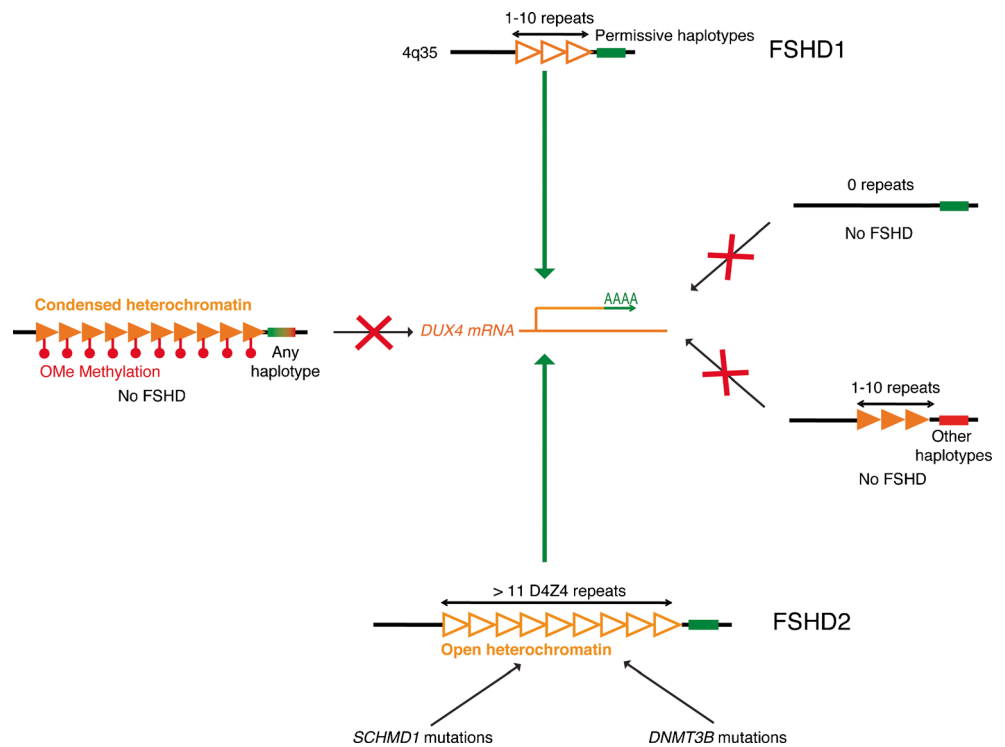 1-10 repeats
Permissive haplotypes
FSHD1
4q35
0 repeats
No FSHD
Condensed heterochromatin
AAAA
DUX4 mRNA
Any
haplotype
OMe Methylation
No FSHD
1-10 repeats
Other
haplotypes
No FSHD
> 11 D4Z4 repeats
FSHD2
Open heterochromatin
SCHMD1 mutations
DNMT3B mutations